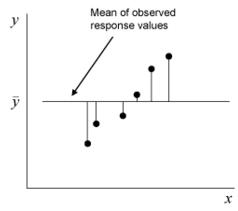 y
Mean of observed
response values
ȳ
x